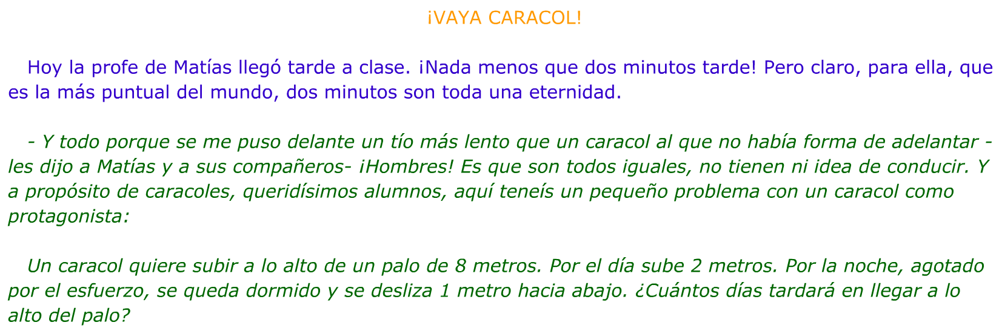 ¡VAYA CARACOL!
Hoy la profe de Matías llegó tarde a clase. ¡Nada menos que dos minutos tarde! Pero claro, para ella, que
es la más puntual del mundo, dos minutos son toda una eternidad.
- Y todo porque se me puso delante un tío más lento que un caracol al que no había forma de adelantar -
les dijo a Matías y a sus compañeros- ¡Hombres! Es que son todos iguales, no tienen ni idea de conducir. Y
a propósito de caracoles, queridísimos alumnos, aquí teneís un pequeño problema con un caracol como
protagonista:
Un caracol quiere subir a lo alto de un palo de 8 metros. Por el día sube 2 metros. Por la noche, agotado
por el esfuerzo, se queda dormido y se desliza 1 metro hacia abajo. ¿Cuántos días tardará en llegar a lo
alto del palo?